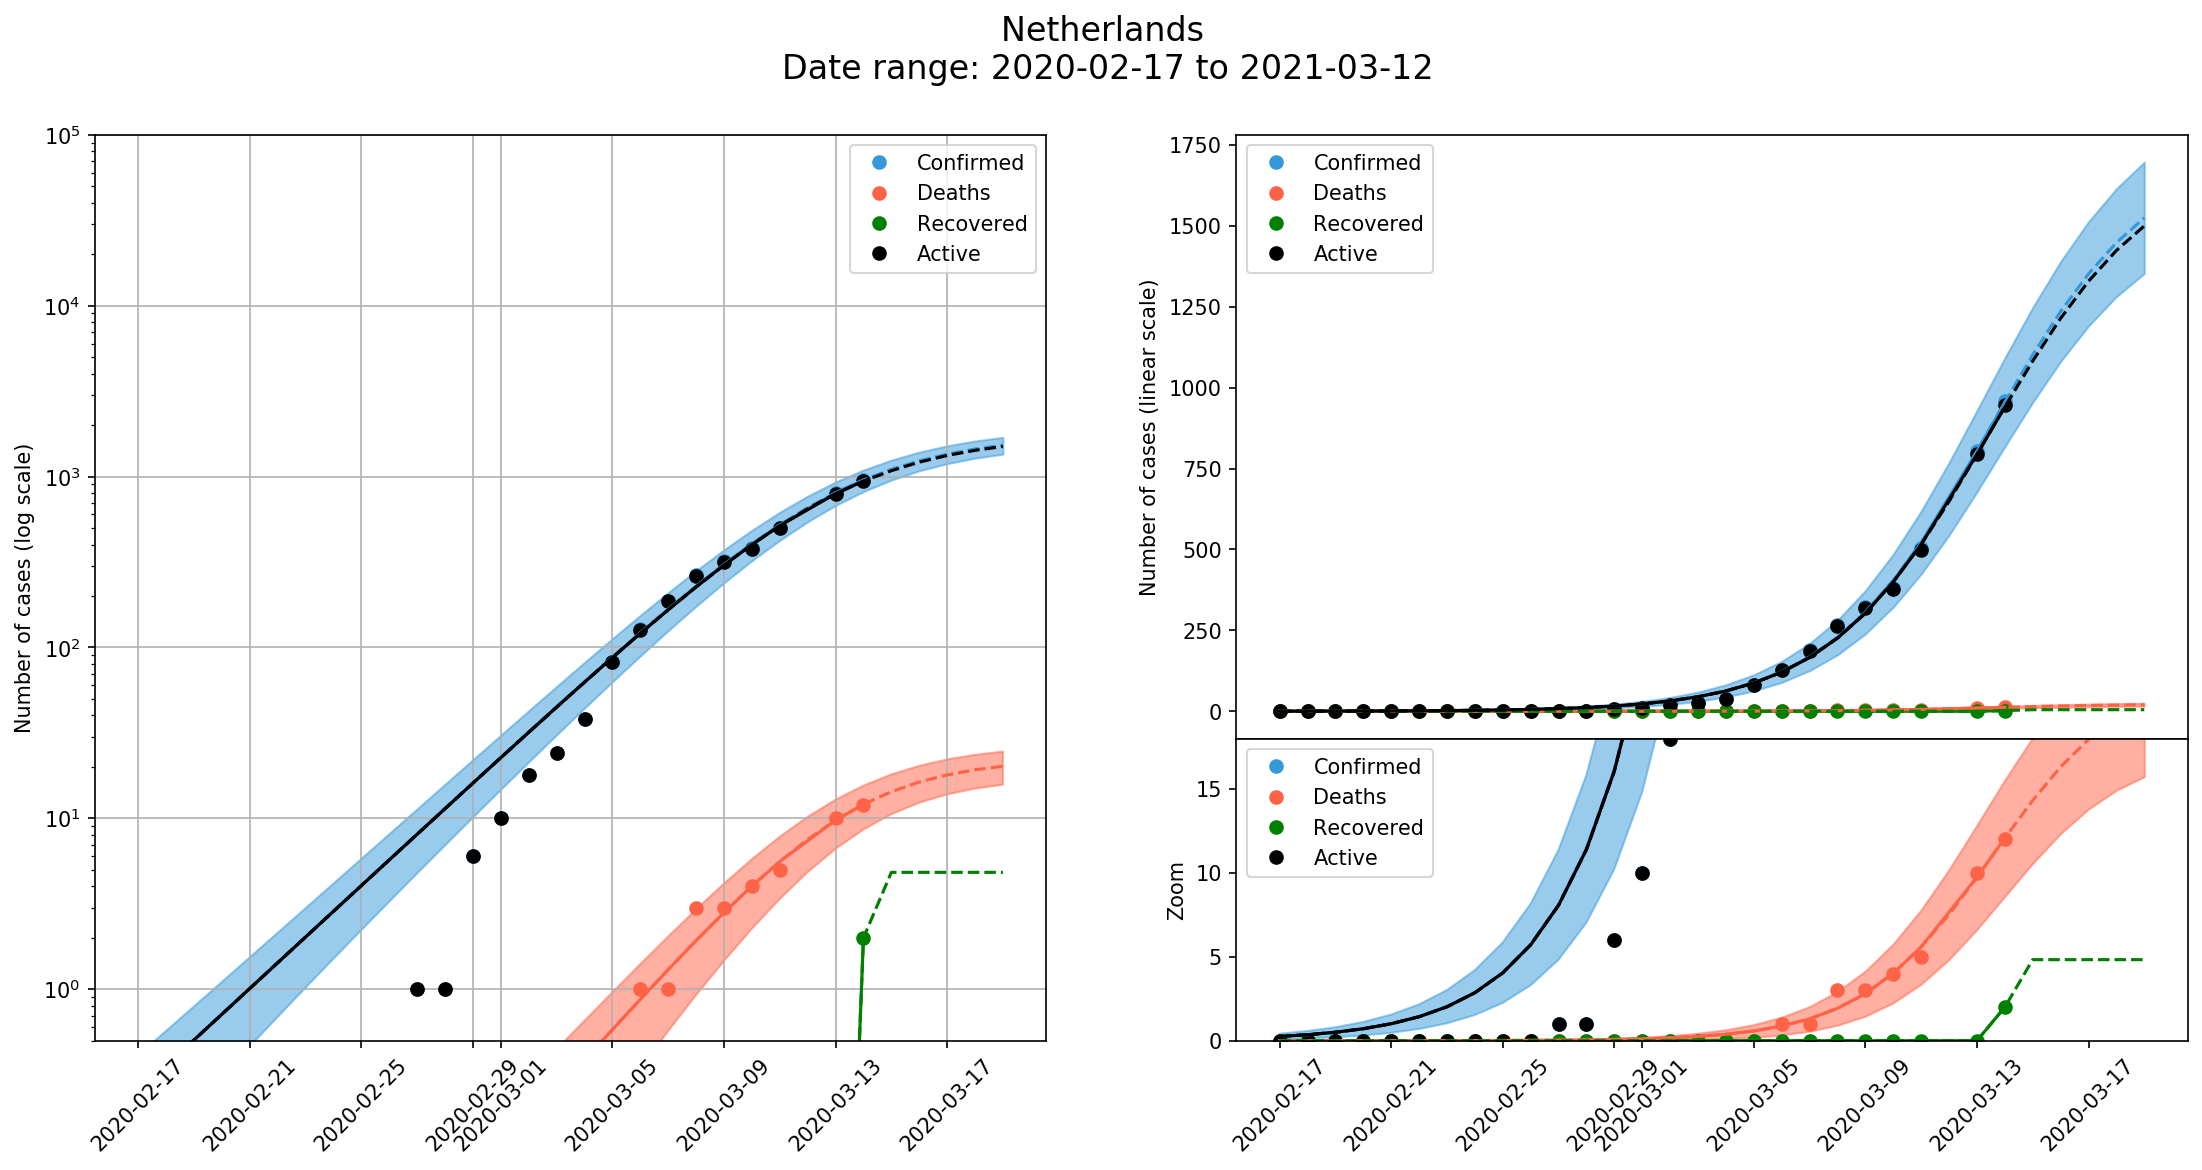 Netherlands
Date range: 2020-02-17 to 2021-03-12
Number of cases (log scale)
10^5
10^4
10^3
10^2
10^1
10^0
Confirmed
Deaths
Recovered
Active
2020-02-17
2020-02-21
2020-02-25
2020-02-29
2020-03-01
2020-03-05
2020-03-09
2020-03-13
2020-03-17
Number of cases (linear scale)
1750
1500
1250
1000
750
500
250
0
Confirmed
Deaths
Recovered
Active
Zoom
15
10
5
0
Confirmed
Deaths
Recovered
Active
2020-02-17
2020-02-21
2020-02-25
2020-02-29
2020-03-01
2020-03-05
2020-03-09
2020-03-13
2020-03-17